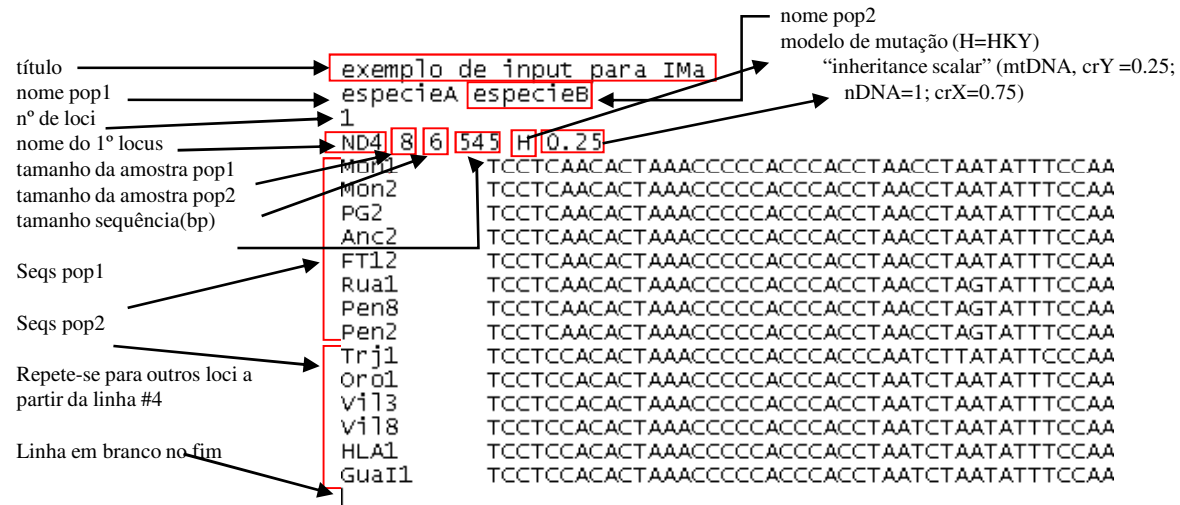 nome pop2
modelo de mutação (H=HKY)
“inheritance scalar” (mtDNA, crY =0.25;
nDNA=1; crX=0.75)
título
nome pop1
nº de loci
nome do 1º locus
tamanho da amostra pop1
tamanho da amostra pop2
tamanho sequência(bp)
Seqs pop1
Seqs pop2
Repete-se para outros loci a
partir da linha #4
Linha em branco no fim
exemplo de input para IMa
especieA especieB
1
ND4 8 6 545 H 0.25
Mon1 TCCTCAACACTAAACCCCCACCCACCTAACCTAATATTTCCAA
Mon2 TCCTCAACACTAAACCCCCACCCACCTAACCTAATATTTCCAA
PG2 TCCTCAACACTAAACCCCCACCCACCTAACCTAATATTTCCAA
Anc2 TCCTCAACACTAAACCCCCACCCACCTAACCTAATATTTCCAA
FT12 TCCTCAACACTAAACCCCCACCCACCTAACCTAATATTTCCAA
Rua1 TCCTCAACACTAAACCCCCACCCACCTAACCTAGTATTTCCAA
Pen8 TCCTCAACACTAAACCCCCACCCACCTAACCTAGTATTTCCAA
Pen2 TCCTCAACACTAAACCCCCACCCACCTAACCTAGTATTTCCAA
Trj1 TCCTCCACACTAAACCCCCACCCACCCAATCTTATATTCCCAA
Oro1 TCCTCCACACTAAACCCCCACCCACCTAATCTAATATTTCCAA
Vil3 TCCTCCACACTAAACCCCCACCCACCTAATCTAATATTTCCAA
Vil8 TCCTCCACACTAAACCCCCACCCACCTAATCTAATATTTCCAA
HLA1 TCCTCCACACTAAACCCCCACCCACCTAATCTAATATTTCCAA
GuaI1 TCCTCCACACTAAACCCCCACCCACCTAATCTAATATTTCCAA